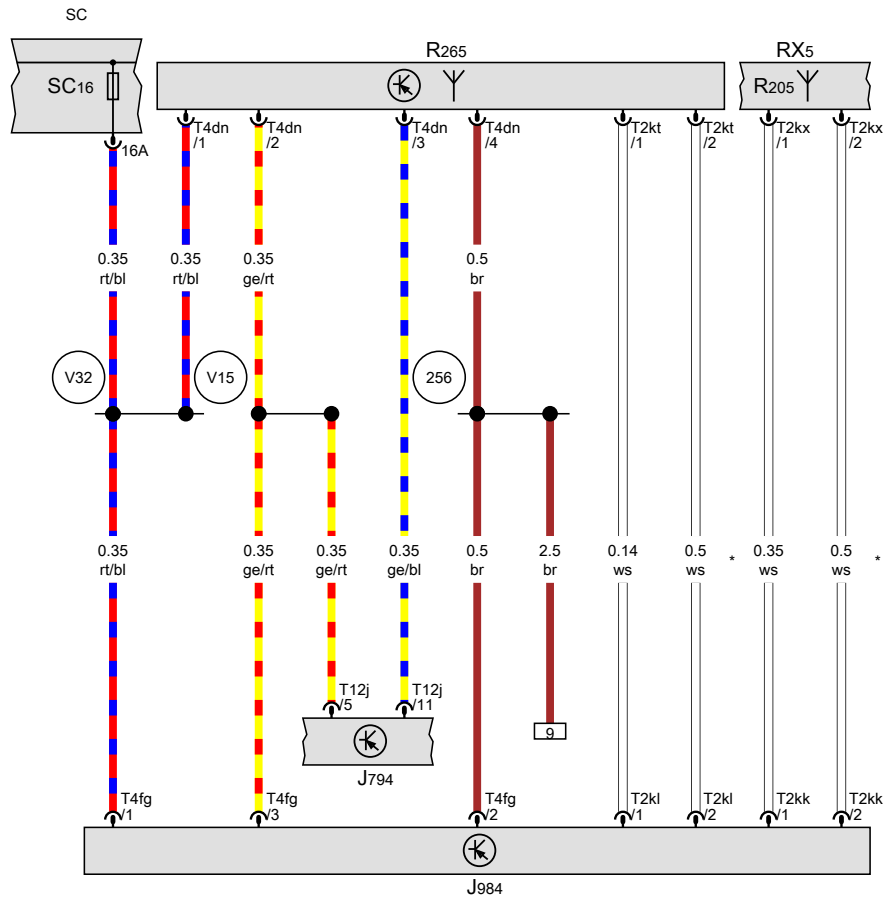 SC
R265
RX5
SC16
R205
16A
T4dn
/1
T4dn
/2
T4dn
/3
T4dn
/4
T2kt
/1
T2kt
/2
T2kx
/1
T2kx
/2
0.35
rt/bl
0.35
rt/bl
0.35
ge/rt
0.5
br
V32
V15
256
0.35
rt/bl
0.35
ge/rt
0.35
ge/rt
0.35
ge/bl
0.5
br
2.5
br
0.14
ws
0.5
ws
*
0.35
ws
0.5
ws
*
T12j
/5
T12j
/11
9
J794
T4fg
/1
T4fg
/3
T4fg
/2
T2kl
/1
T2kl
/2
T2kk
/1
T2kk
/2
J984